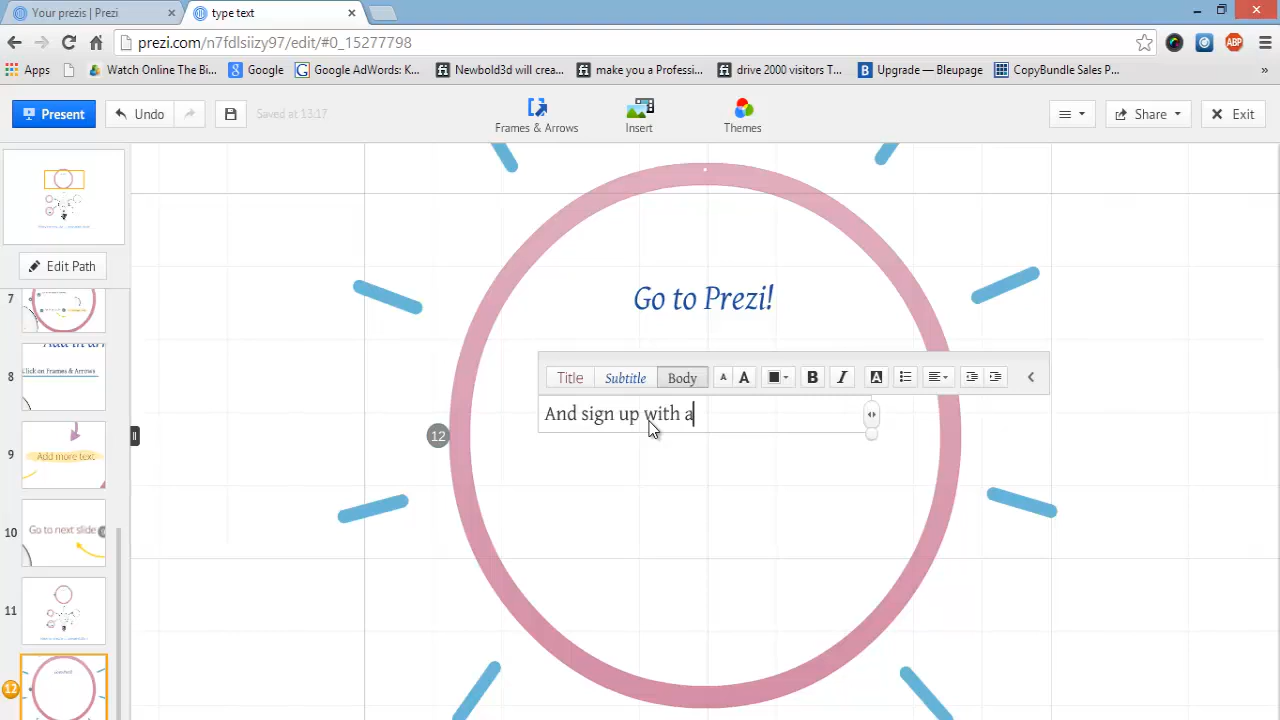 Your prezis | Prezi
type text
prezi.com/n7fdlsiizy97/edit/#0_15277798
Apps
Watch Online The Bi...
Google
Google AdWords: K...
Newbold3d will crea...
make you a Professi...
drive 2000 visitors T...
Upgrade — Bleupage
CopyBundle Sales P...
»
Present
Undo
Saved at 13:17
Frames & Arrows
Insert
Themes
Share
Exit
Edit Path
7
8
Click on Frames & Arrows
9
Add more text
10
Go to next slide
11
12
Go to Prezi!
Title
Subtitle
Body
A
A
B
I
A
And sign up with a
12
ABP